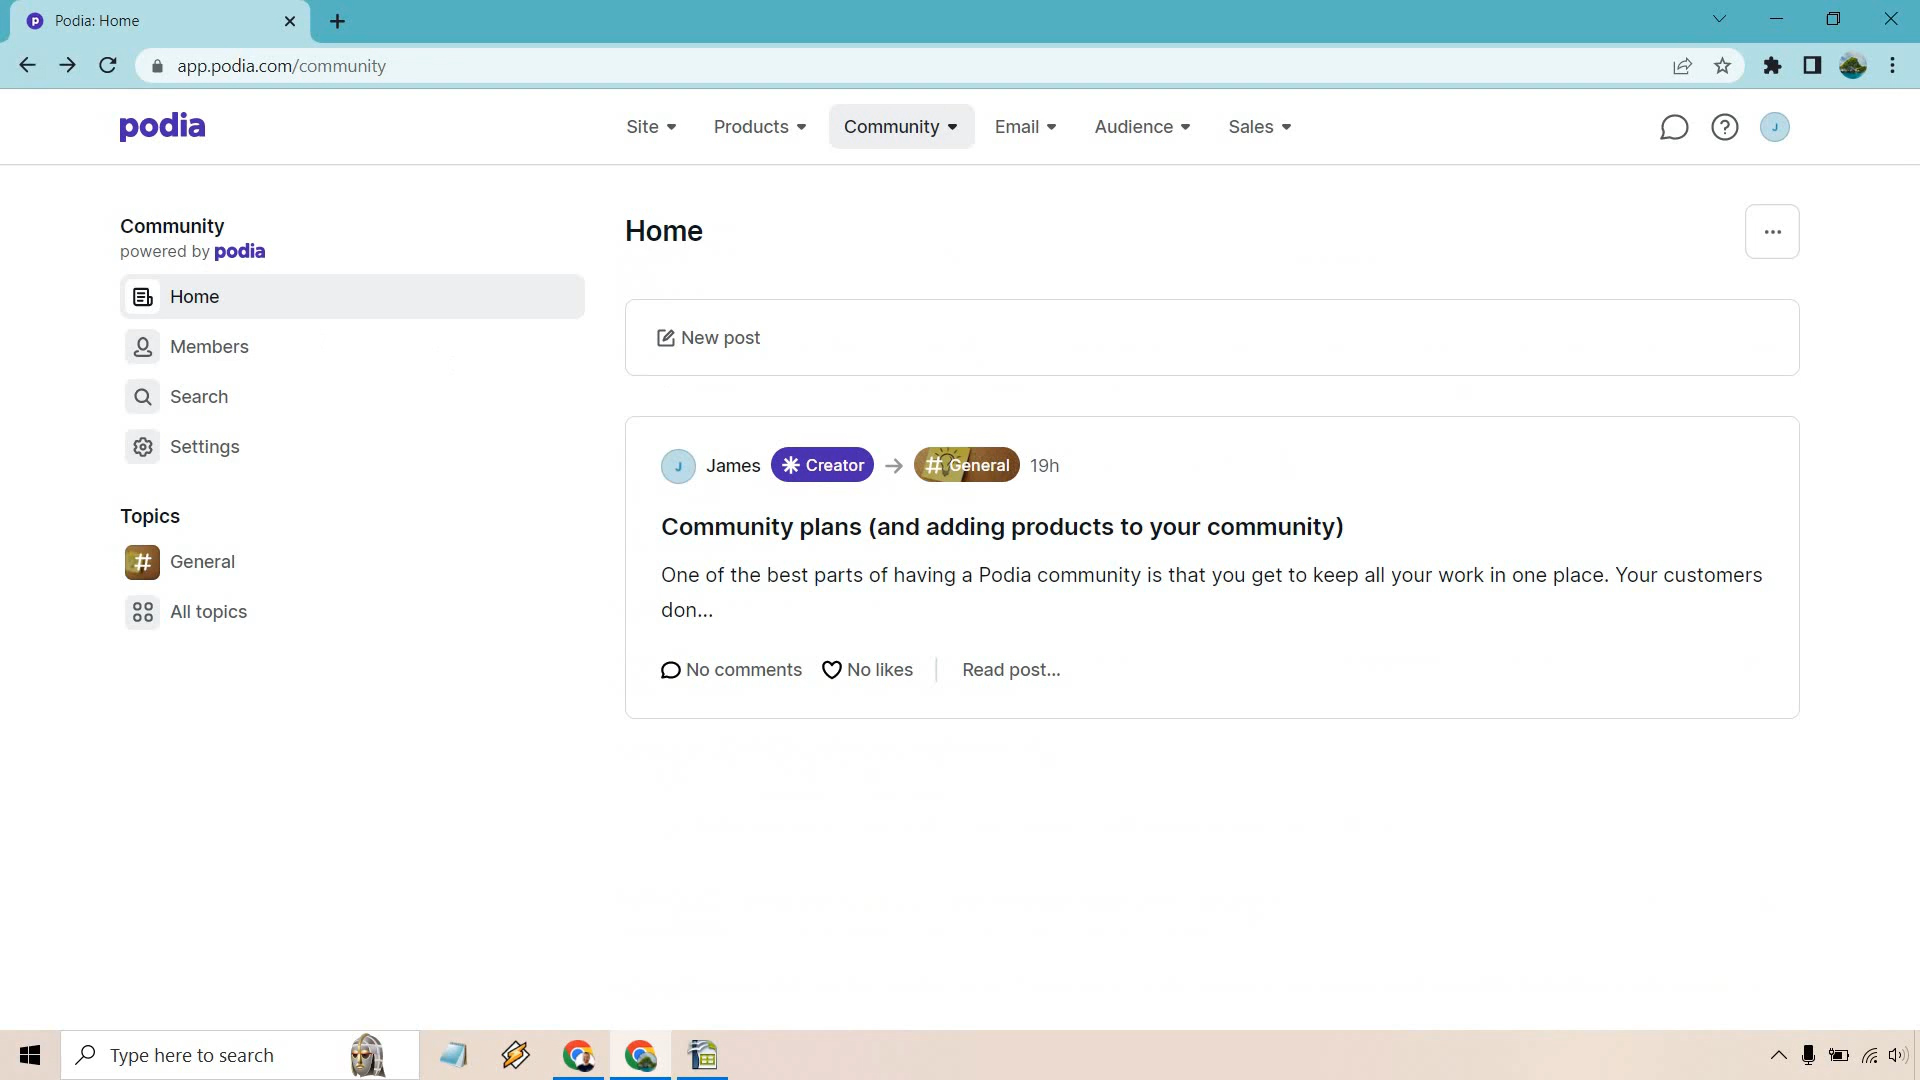 Podia: Home
app.podia.com/community
podia
Site
Products
Community
Email
Audience
Sales
J
Community
powered by podia
Home
Members
Search
Settings
Topics
General
All topics
Home
New post
J James Creator → # General 19h
Community plans (and adding products to your community)
One of the best parts of having a Podia community is that you get to keep all your work in one place. Your customers
don...
No comments
No likes
Read post...
Type here to search